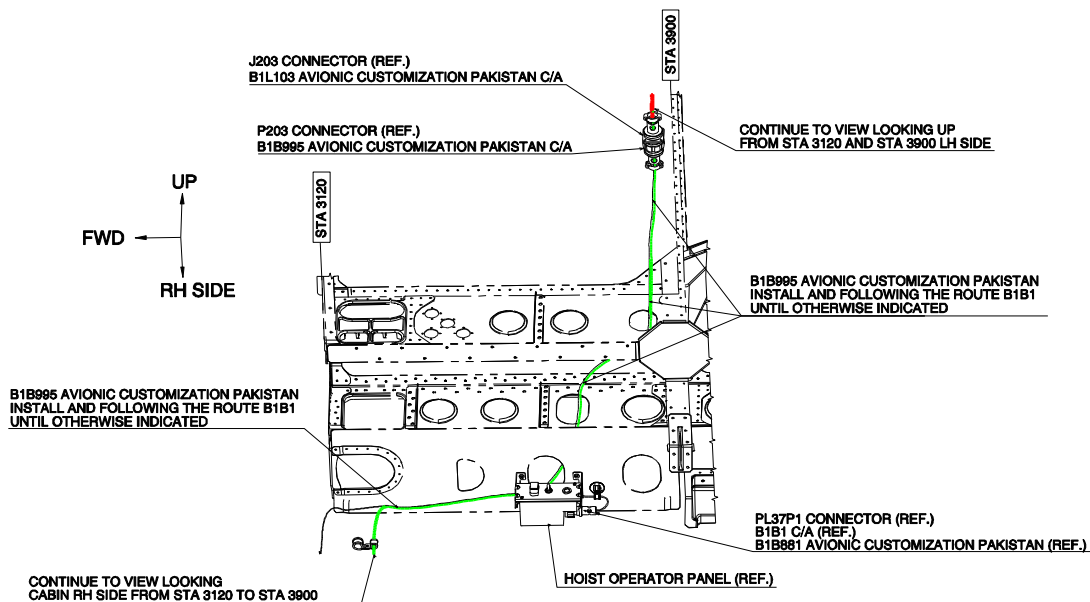 STA 3900
J203 CONNECTOR (REF.)
B1L103 AVIONIC CUSTOMIZATION PAKISTAN C/A
P203 CONNECTOR (REF.)
B1B995 AVIONIC CUSTOMIZATION PAKISTAN C/A
CONTINUE TO VIEW LOOKING UP
FROM STA 3120 AND STA 3900 LH SIDE
UP
FWD
RH SIDE
STA 3120
B1B995 AVIONIC CUSTOMIZATION PAKISTAN
INSTALL AND FOLLOWING THE ROUTE B1B1
UNTIL OTHERWISE INDICATED
B1B995 AVIONIC CUSTOMIZATION PAKISTAN
INSTALL AND FOLLOWING THE ROUTE B1B1
UNTIL OTHERWISE INDICATED
PL37P1 CONNECTOR (REF.)
B1B1 C/A (REF.)
B1B881 AVIONIC CUSTOMIZATION PAKISTAN (REF.)
HOIST OPERATOR PANEL (REF.)
CONTINUE TO VIEW LOOKING
CABIN RH SIDE FROM STA 3120 TO STA 3900